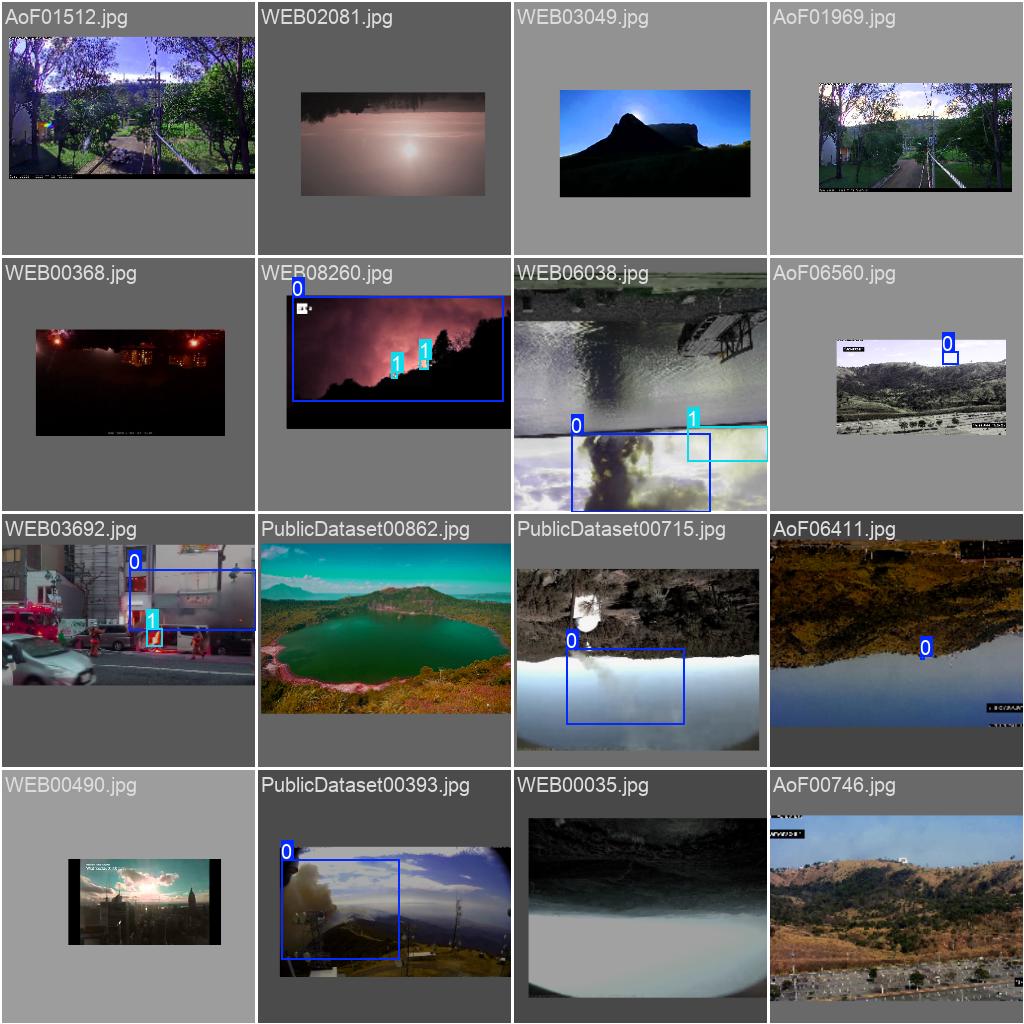 AoF01512.jpg
WEB02081.jpg
WEB03049.jpg
AoF01969.jpg
WEB00368.jpg
WEB08260.jpg
WEB06038.jpg
AoF06560.jpg
0
1
1
0
1
0
WEB03692.jpg
PublicDataset00862.jpg
PublicDataset00715.jpg
AoF06411.jpg
0
1
0
0
WEB00490.jpg
PublicDataset00393.jpg
WEB00035.jpg
AoF00746.jpg
0